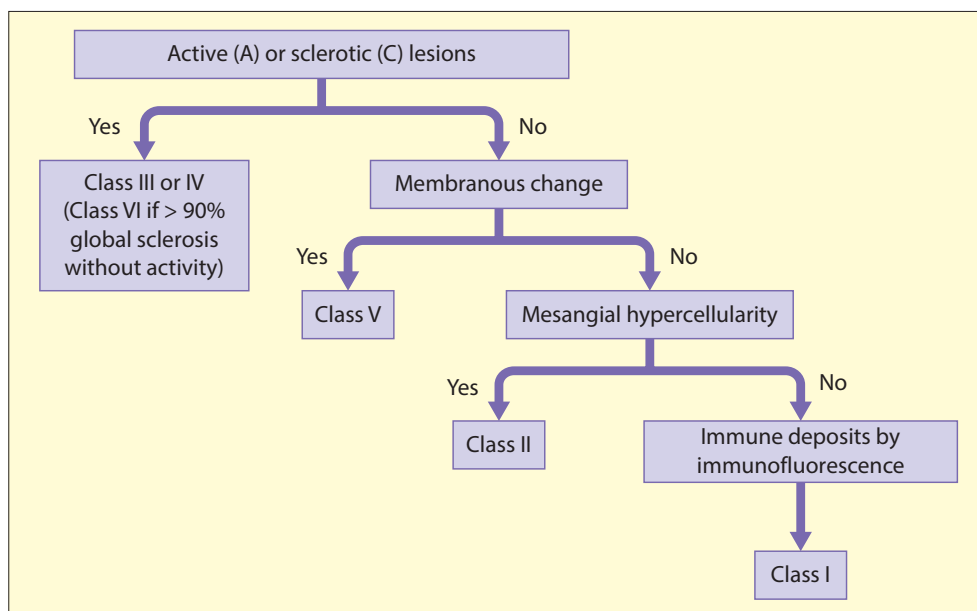 Active (A) or sclerotic (C) lesions
Yes
No
Class III or IV
(Class VI if > 90%
global sclerosis
without activity)
Membranous change
Yes
No
Class V
Mesangial hypercellularity
Yes
No
Class II
Immune deposits by
immunofluorescence
Class I